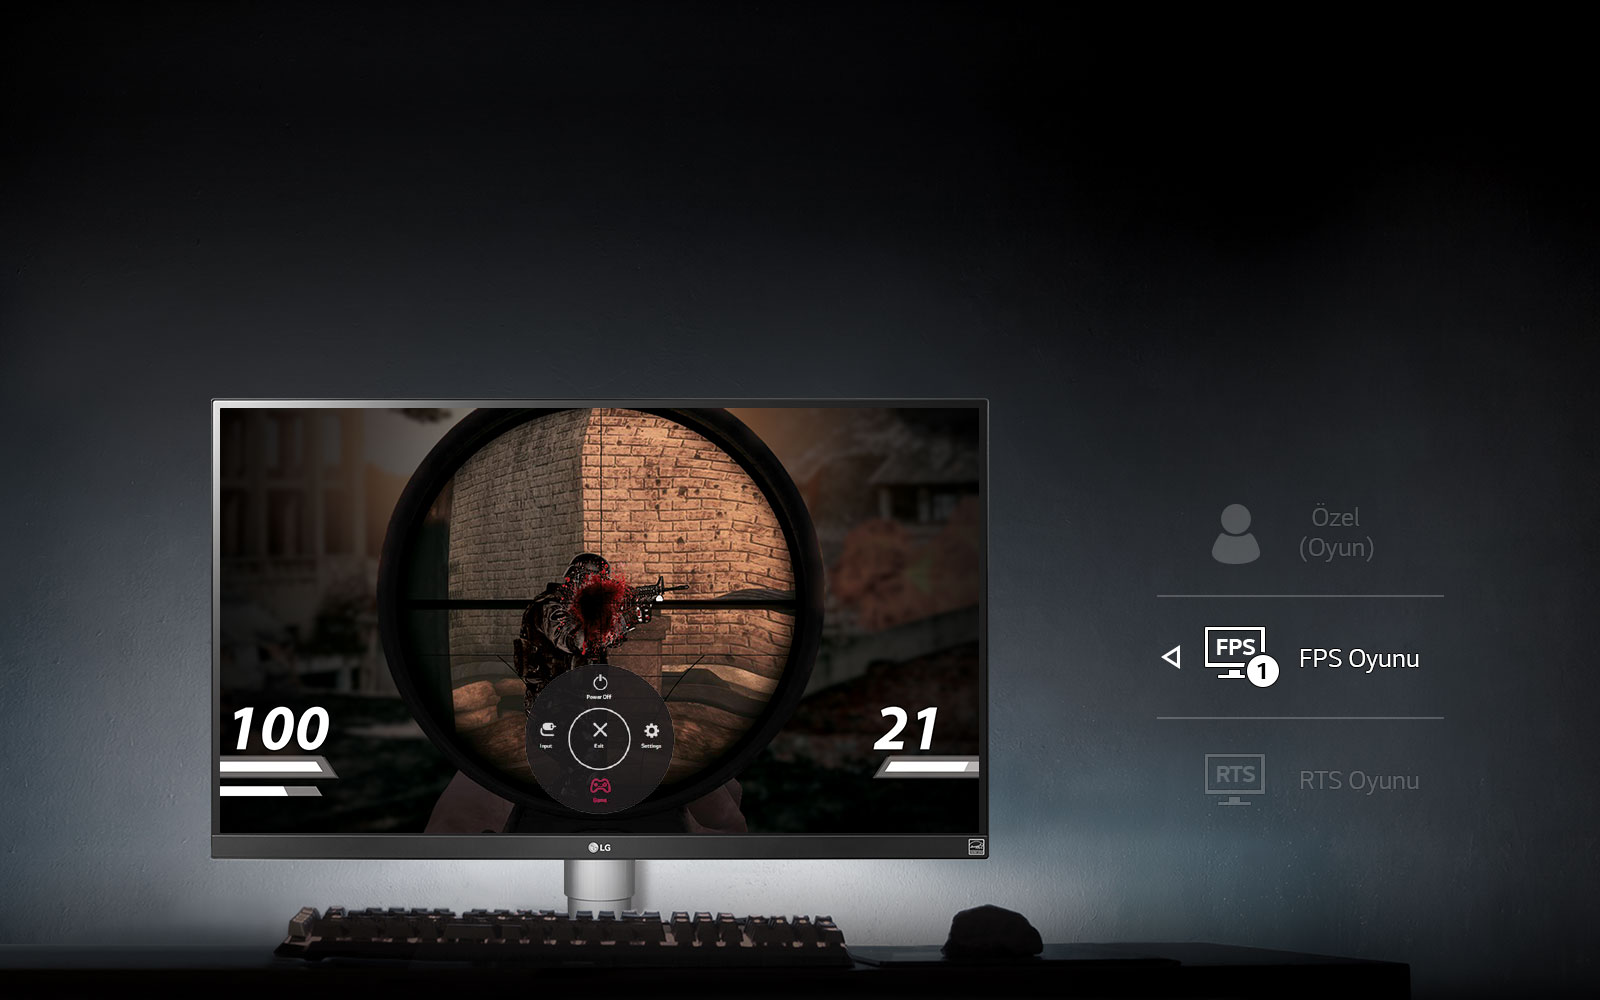 Özel
(Oyun)
FPS
1
FPS Oyunu
RTS
RTS Oyunu
100
21
Power Off
Input
Exit
Settings
Game
LG